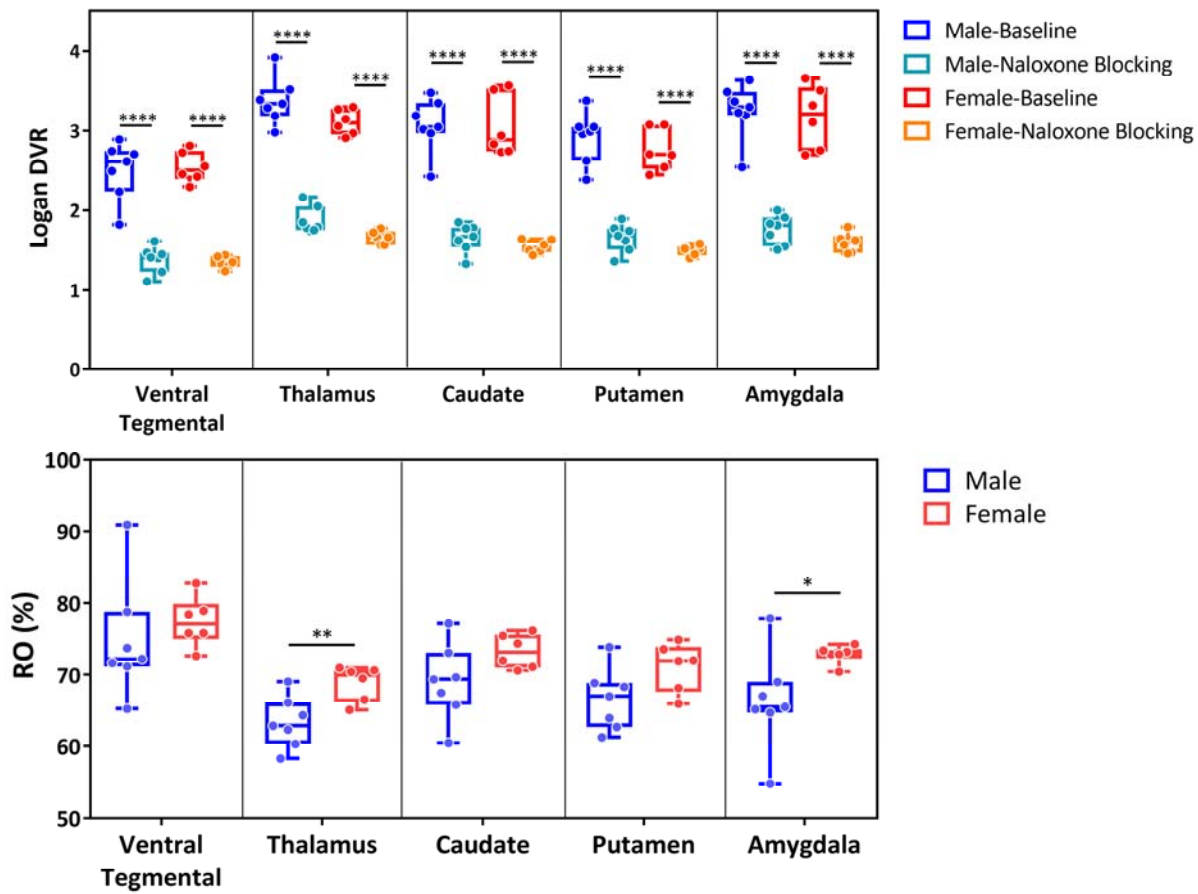 4
3
2
1
0
Logan DVR
**** **** **** **** **** **** **** **** **** ****
Ventral
Tegmental
Thalamus
Caudate
Putamen
Amygdala
Male-Baseline
Male-Naloxone Blocking
Female-Baseline
Female-Naloxone Blocking
100
90
80
70
60
50
RO (%)
**
*
Ventral
Tegmental
Thalamus
Caudate
Putamen
Amygdala
Male
Female